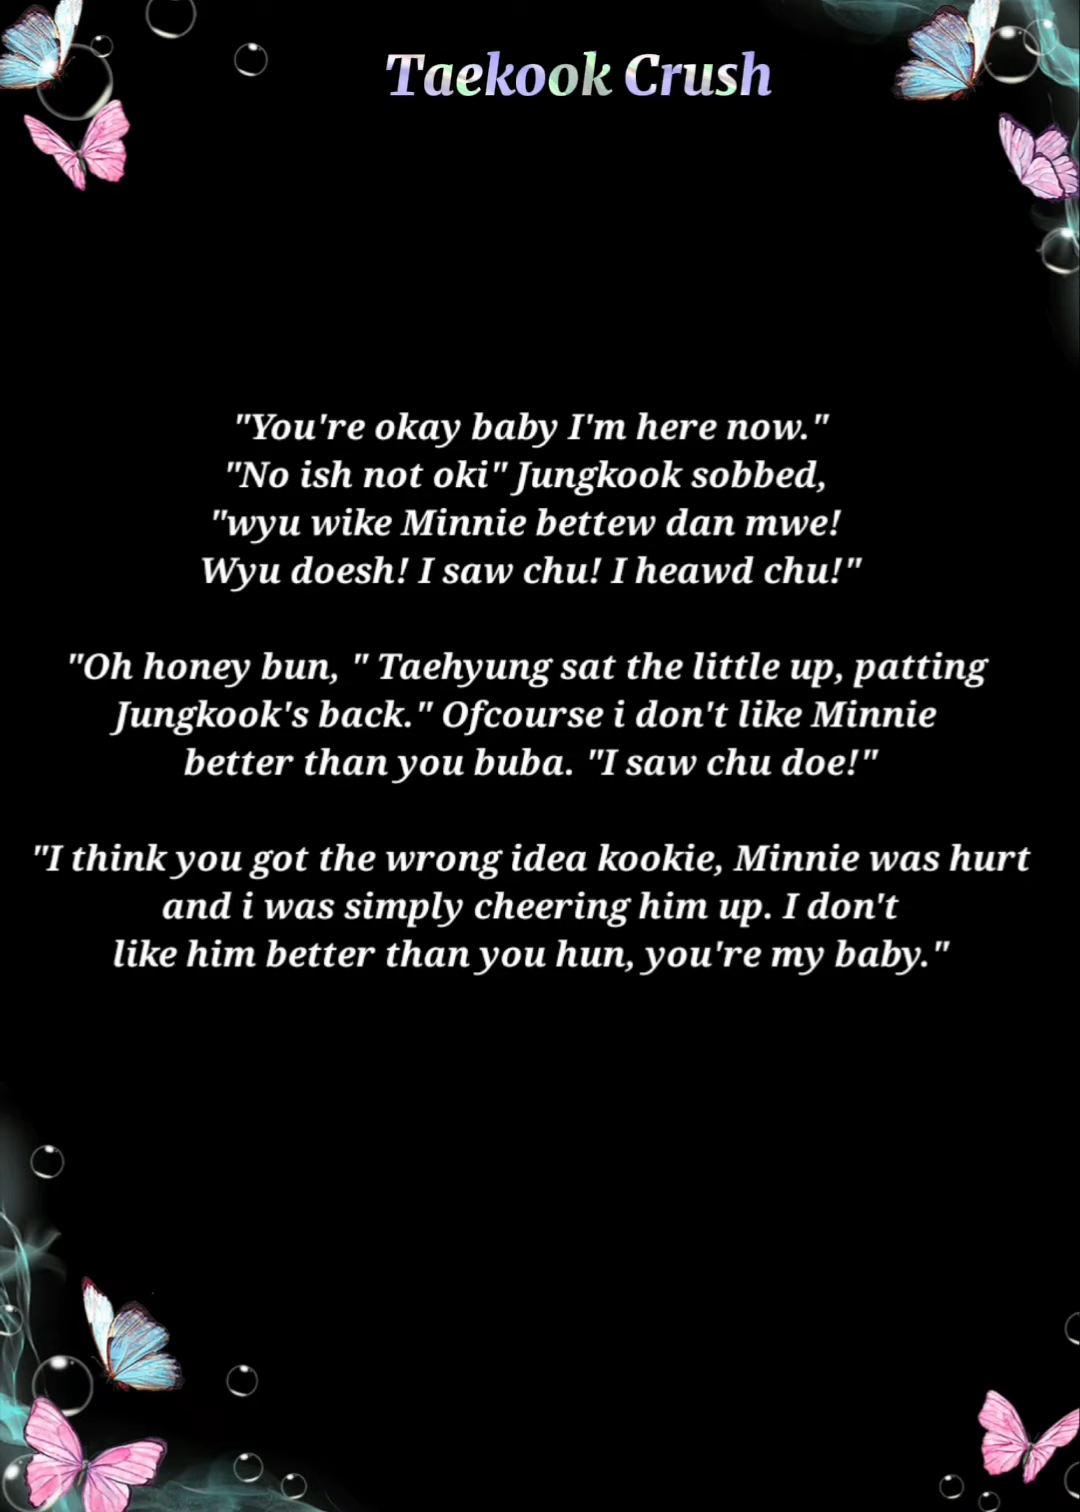 Taekook Crush
"You're okay baby I'm here now."
"No ish not oki" Jungkook sobbed,
"wyu wike Minnie bettew dan mwe!
Wyu doesh! I saw chu! I heawd chu!"
"Oh honey bun, " Taehyung sat the little up, patting
Jungkook's back." Ofcourse i don't like Minnie
better than you buba. "I saw chu doe!"
"I think you got the wrong idea kookie, Minnie was hurt
and i was simply cheering him up. I don't
like him better than you hun, you're my baby."